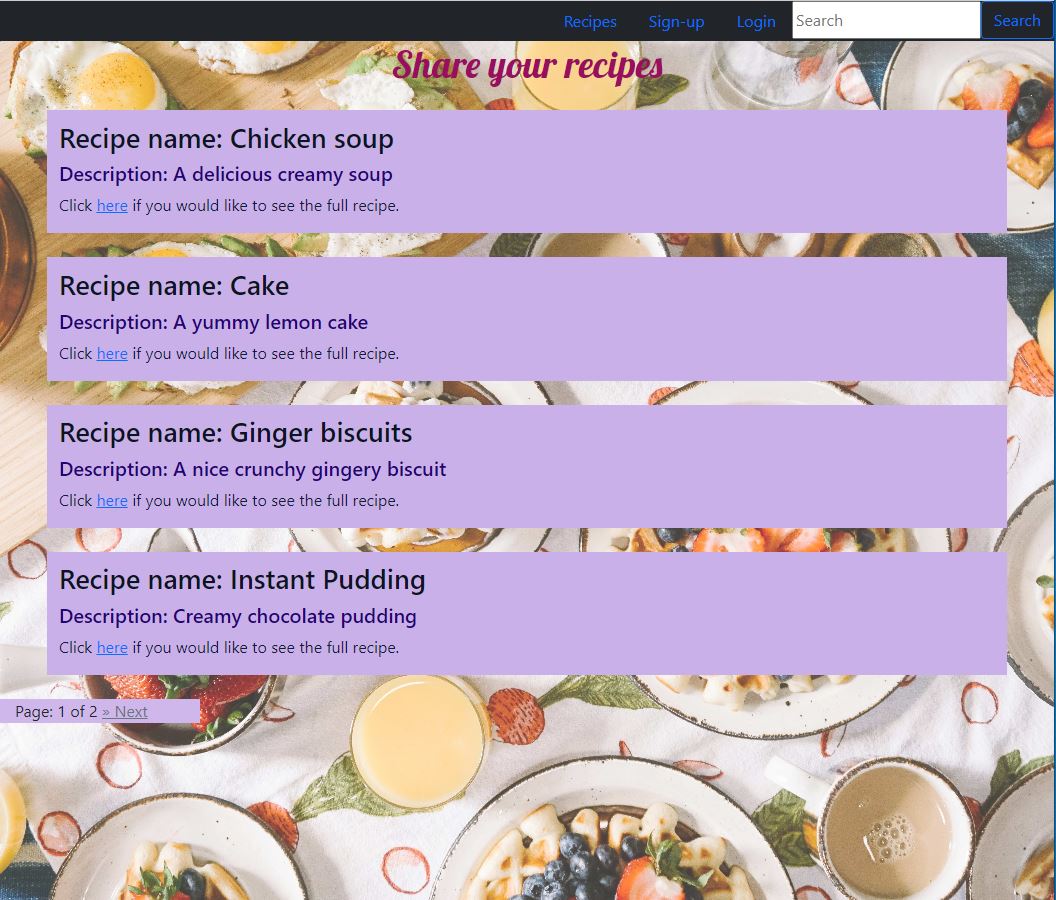 Recipes Sign-up Login Search Search
Share your recipes
Recipe name: Chicken soup
Description: A delicious creamy soup
Click here if you would like to see the full recipe.
Recipe name: Cake
Description: A yummy lemon cake
Click here if you would like to see the full recipe.
Recipe name: Ginger biscuits
Description: A nice crunchy gingery biscuit
Click here if you would like to see the full recipe.
Recipe name: Instant Pudding
Description: Creamy chocolate pudding
Click here if you would like to see the full recipe.
Page: 1 of 2 » Next